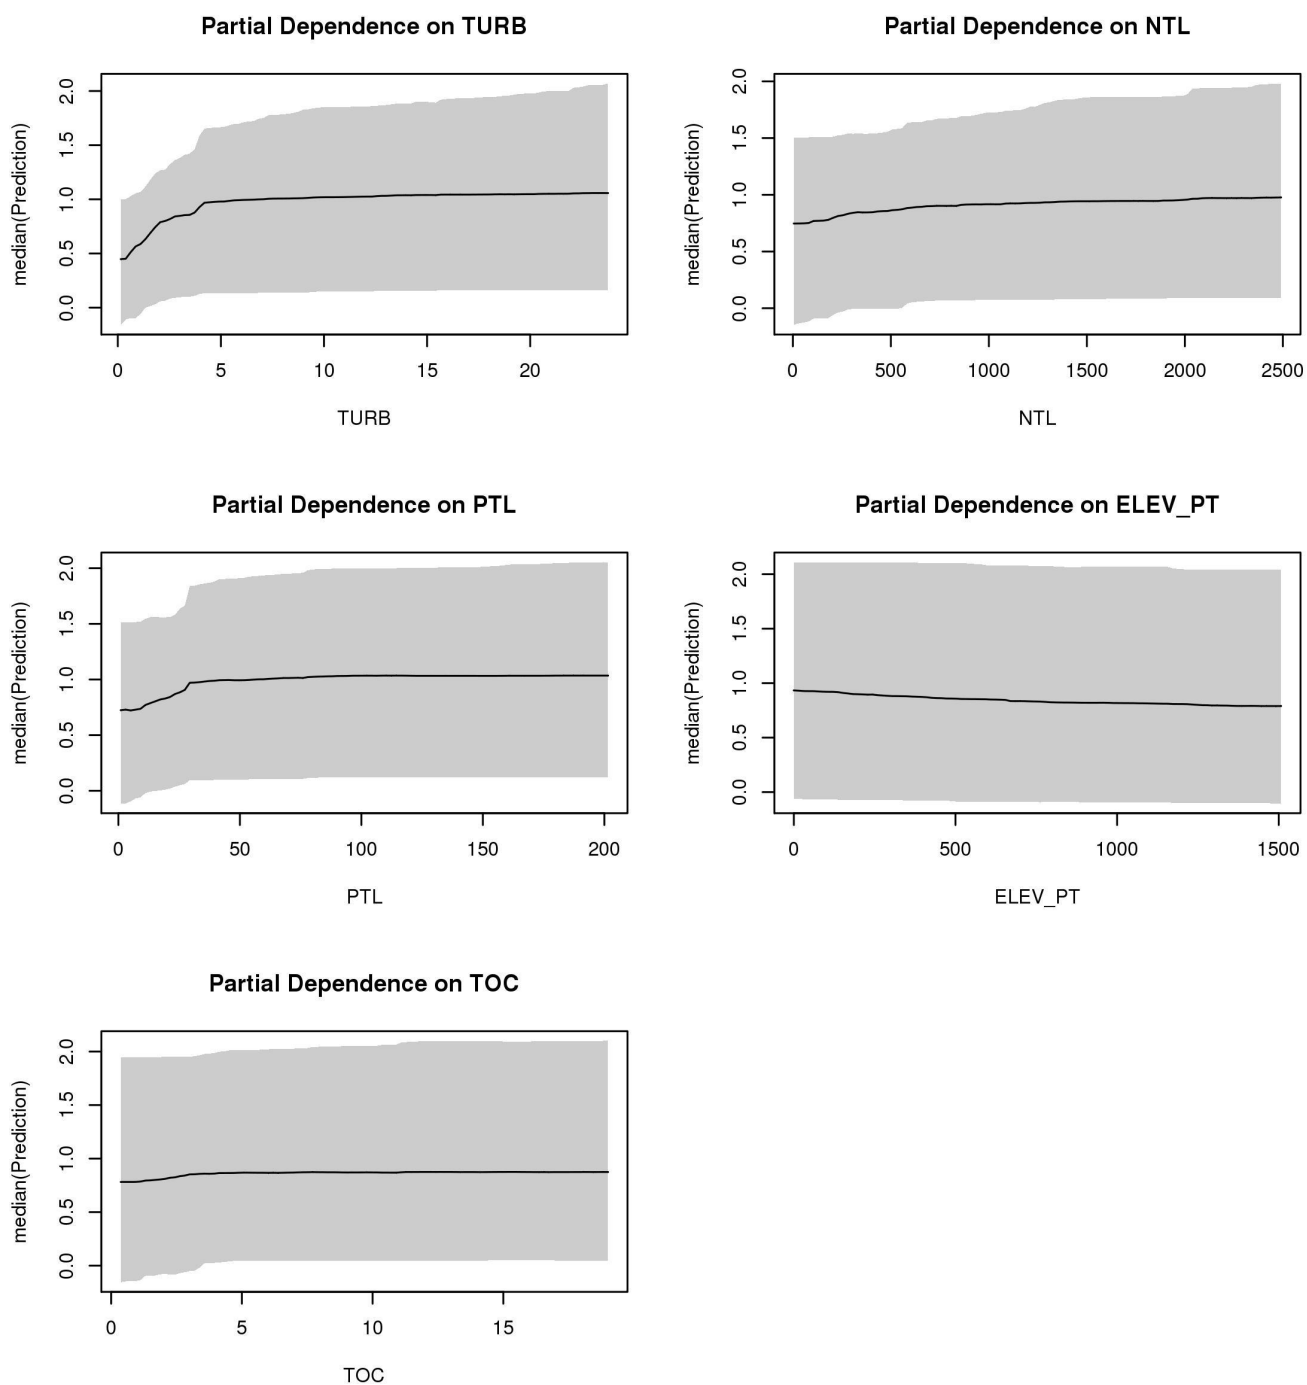 Partial Dependence on TURB
median(Prediction)
2.0
1.5
1.0
0.5
0.0
0 5 10 15 20
TURB
Partial Dependence on NTL
median(Prediction)
2.0
1.5
1.0
0.5
0.0
0 500 1000 1500 2000 2500
NTL
Partial Dependence on PTL
median(Prediction)
2.0
1.5
1.0
0.5
0.0
0 50 100 150 200
PTL
Partial Dependence on ELEV_PT
median(Prediction)
2.0
1.5
1.0
0.5
0.0
0 500 1000 1500
ELEV_PT
Partial Dependence on TOC
median(Prediction)
2.0
1.5
1.0
0.5
0.0
0 5 10 15
TOC